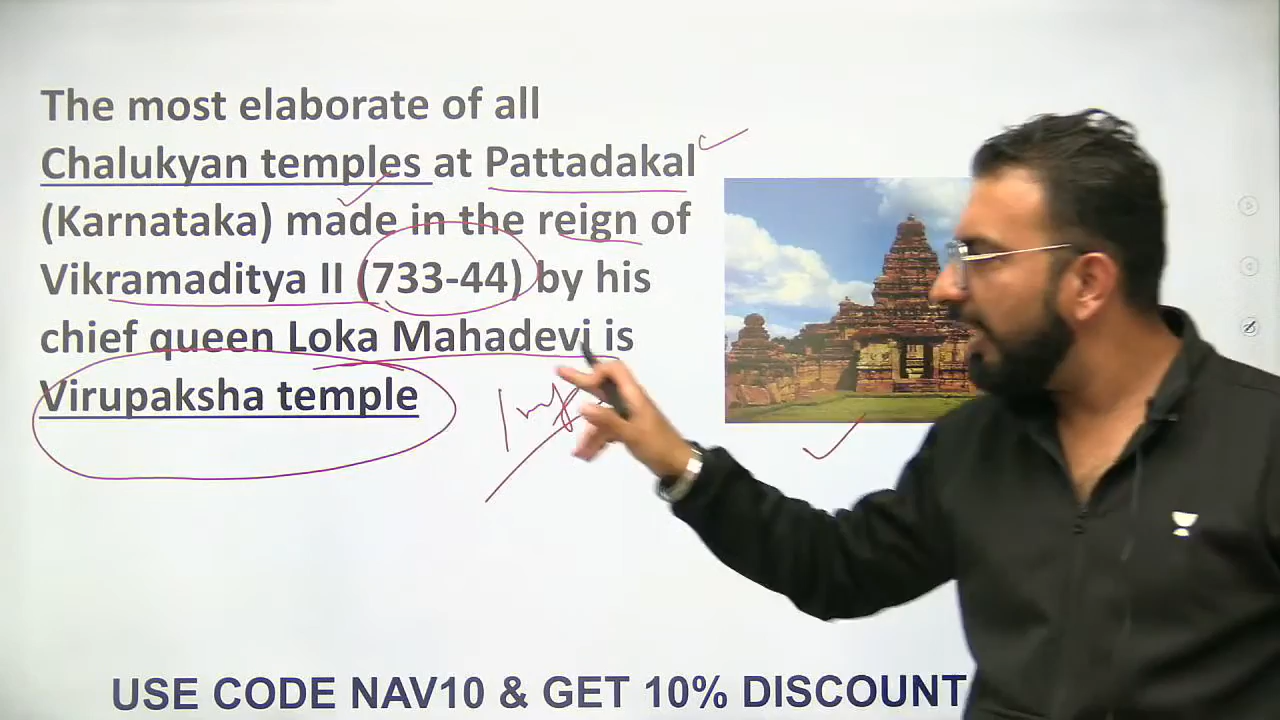 The most elaborate of all
Chalukyan temples at Pattadakal
(Karnataka) made in the reign of
Vikramaditya II (733-44) by his
chief queen Loka Mahadevi is
Virupaksha temple
Imp
USE CODE NAV10 & GET 10% DISCOUNT